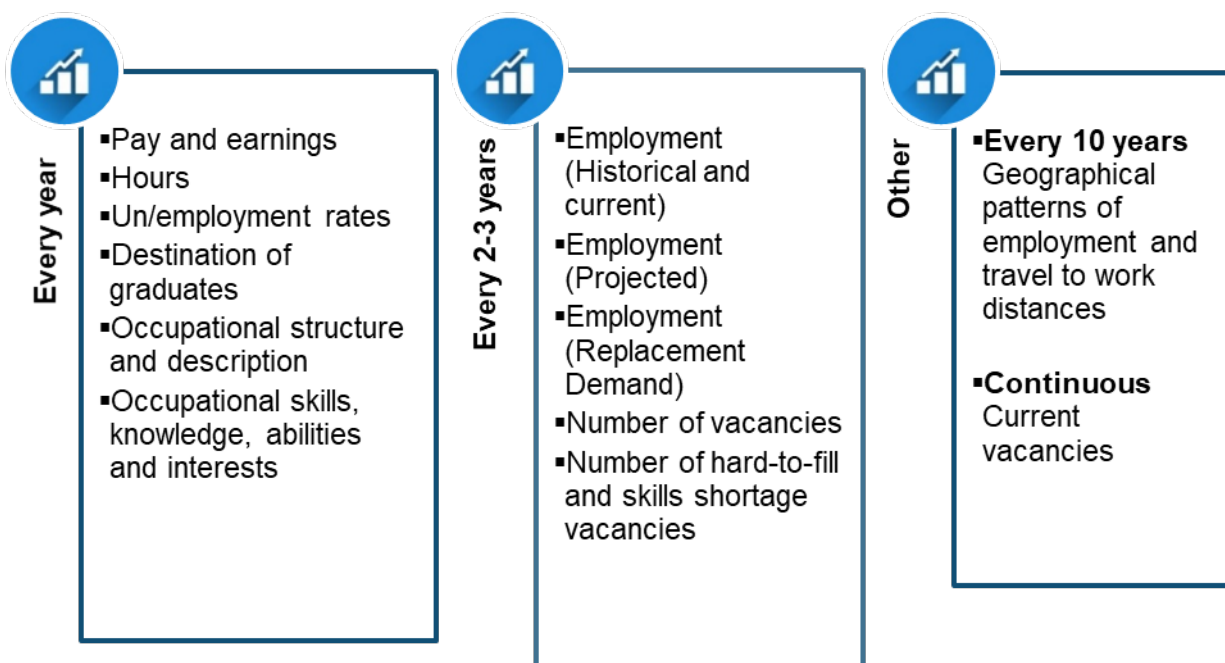 Every year
▪Pay and earnings
▪Hours
▪Un/employment rates
▪Destination of
graduates
▪Occupational structure
and description
▪Occupational skills,
knowledge, abilities
and interests
Every 2-3 years
▪Employment
(Historical and
current)
▪Employment
(Projected)
▪Employment
(Replacement
Demand)
▪Number of vacancies
▪Number of hard-to-fill
and skills shortage
vacancies
Other
▪Every 10 years
Geographical
patterns of
employment and
travel to work
distances
▪Continuous
Current
vacancies